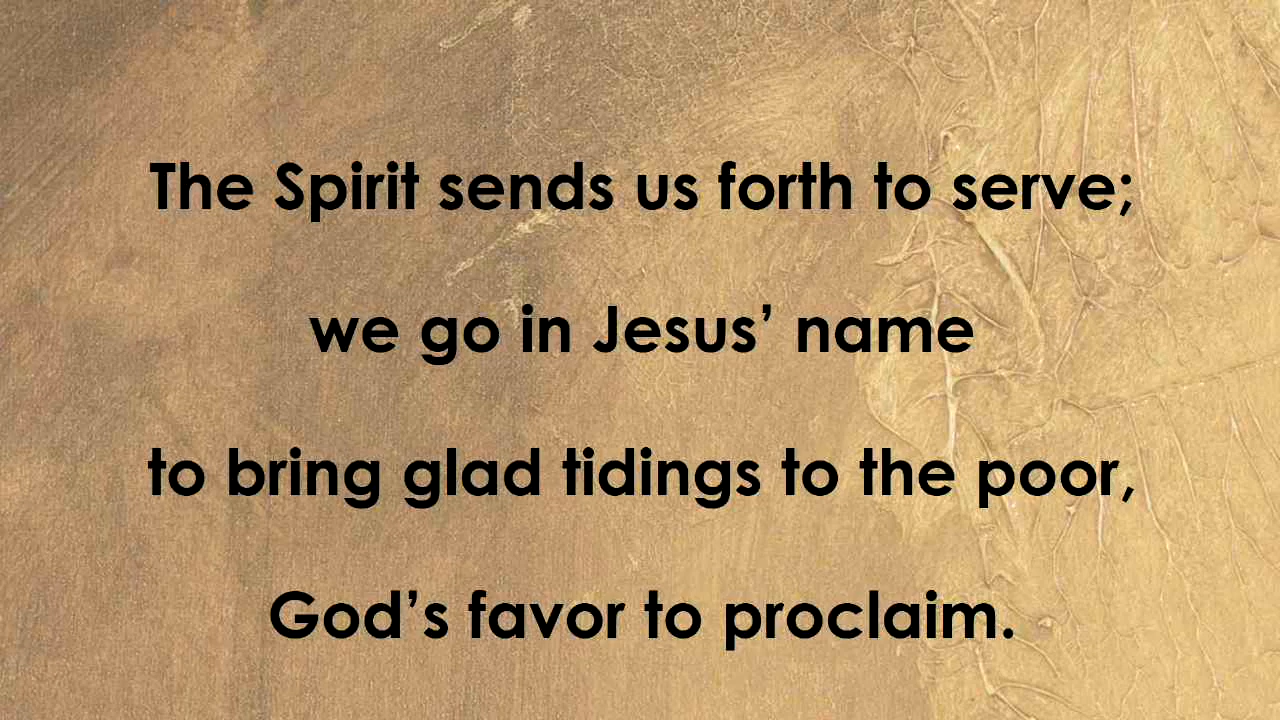 The Spirit sends us forth to serve;
we go in Jesus’ name
to bring glad tidings to the poor,
God’s favor to proclaim.